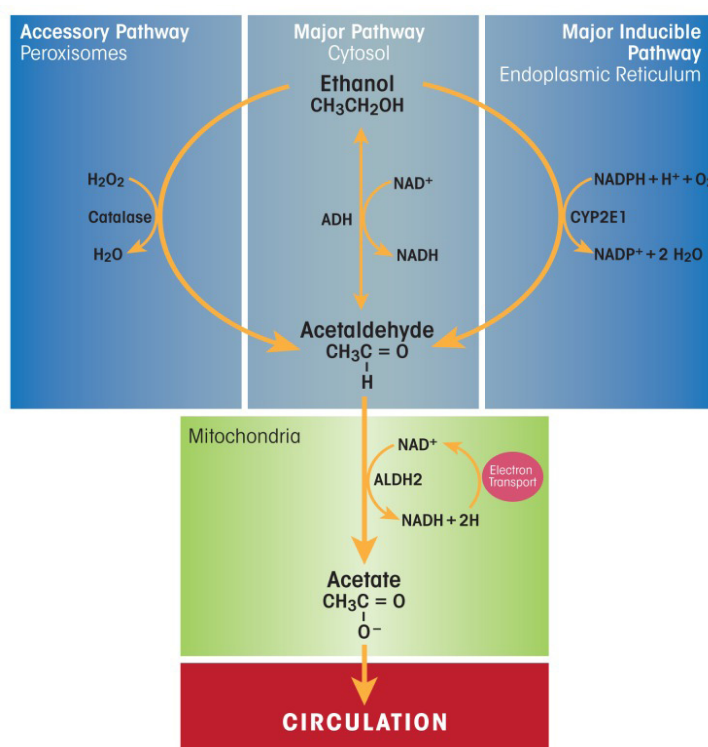 Accessory Pathway
Peroxisomes
Major Pathway
Cytosol
Major Inducible
Pathway
Endoplasmic Reticulum
Ethanol
CH3CH2OH
H2O2
Catalase
H2O
NAD+
ADH
NADH
NADPH + H+ + O2
CYP2E1
NADP+ + 2 H2O
Acetaldehyde
CH3C = O
H
Mitochondria
NAD+
ALDH2
NADH + 2H
Electron
Transport
Acetate
CH3C = O
O–
CIRCULATION